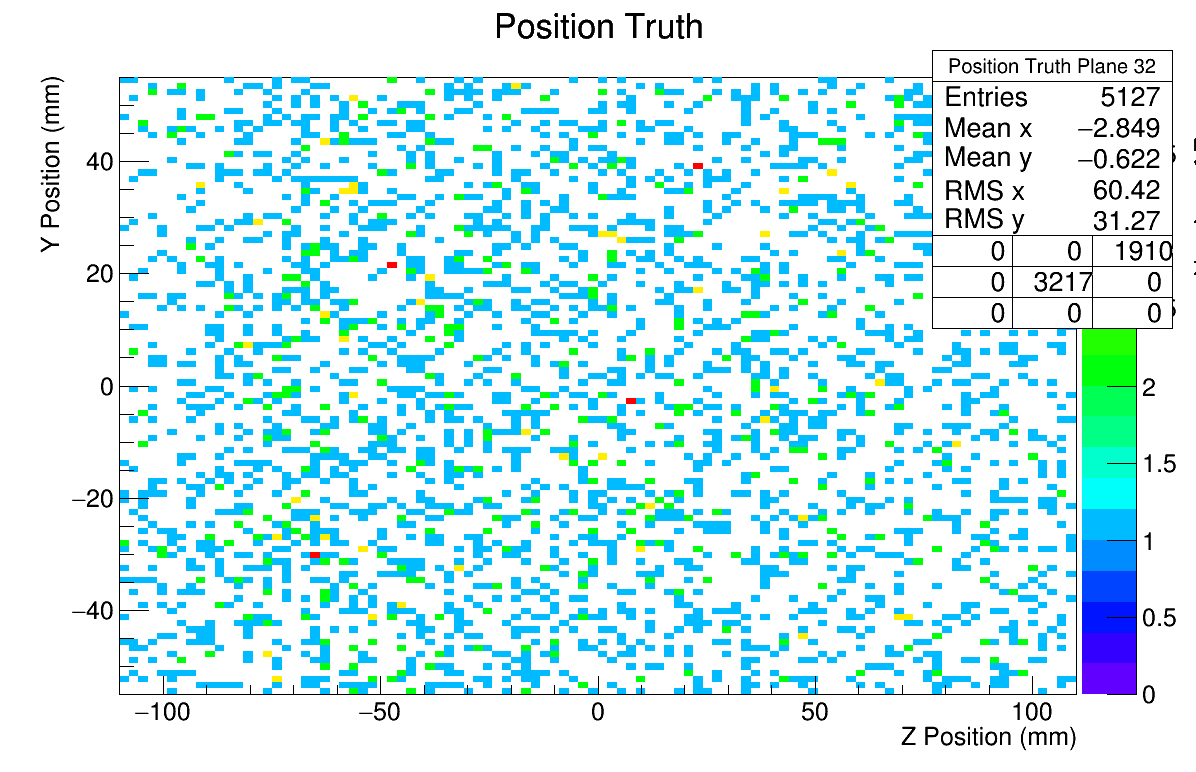 Position Truth
Y Position (mm)
Position Truth Plane 32
Entries 5127
Mean x −2.849
Mean y −0.622
RMS x 60.42
RMS y 31.27
0 0 1910
0 3217 0
0 0 0
40
20
0
−20
−40
2
1.5
1
0.5
0
−100 −50 0 50 100
Z Position (mm)